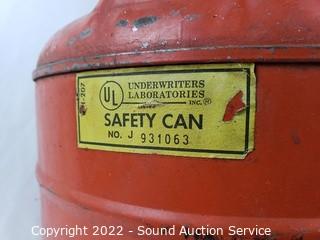 UL
UNDERWRITERS
LABORATORIES
INC.®
SAFETY CAN
NO. J 931063
Copyright 2022 - Sound Auction Service